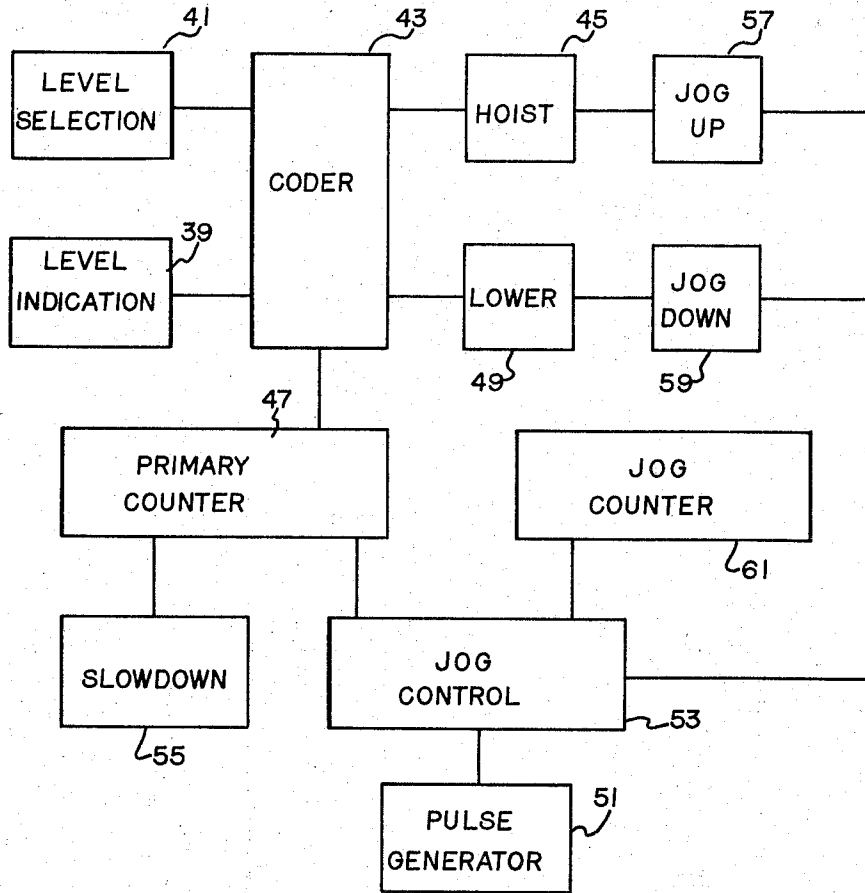 41
43
45
57
LEVEL
SELECTION
CODER
HOIST
JOG
UP
39
LEVEL
INDICATION
LOWER
JOG
DOWN
49
59
47
PRIMARY
COUNTER
JOG
COUNTER
61
SLOWDOWN
JOG
CONTROL
53
55
51
PULSE
GENERATOR